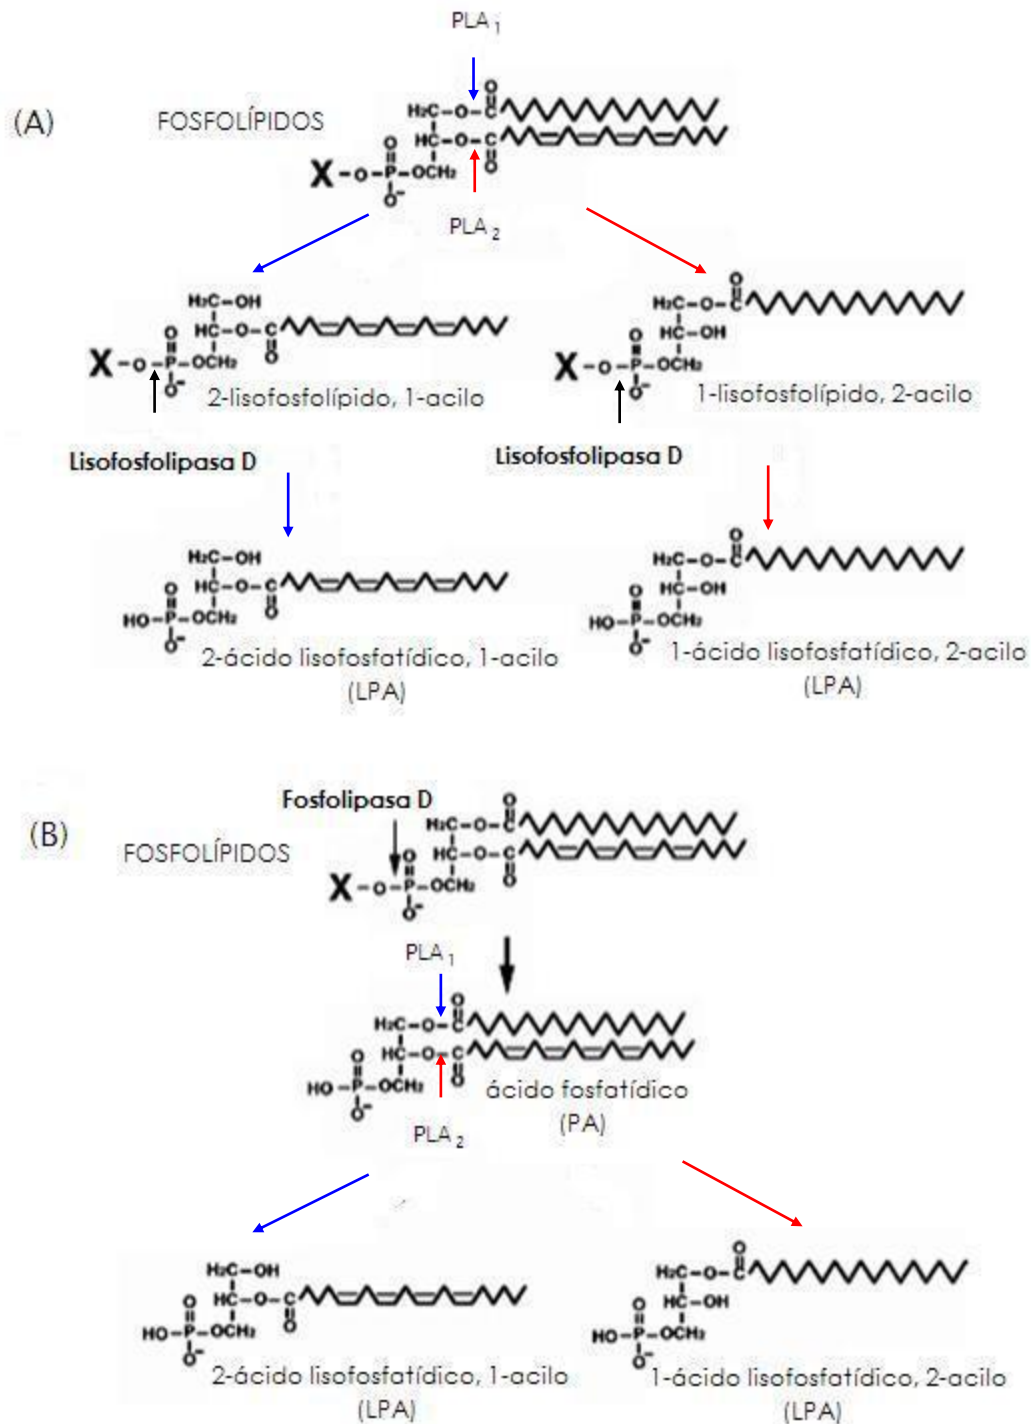 PLA 1
(A)
FOSFOLÍPIDOS
H₂C-O-C
O
HC-O-C
O
X-O-P-OCH₂
O
O⁻
PLA 2
H₂C-OH
HC-O-C
O
X-O-P-OCH₂
O
O⁻
2-lisofosfolípido, 1-acilo
H₂C-O-C
O
HC-OH
X-O-P-OCH₂
O
O⁻
1-lisofosfolípido, 2-acilo
Lisofosfolipasa D
Lisofosfolipasa D
H₂C-OH
HC-O-C
O
HO-P-OCH₂
O
O⁻
2-ácido lisofosfatídico, 1-acilo
(LPA)
H₂C-O-C
O
HC-OH
HO-P-OCH₂
O
O⁻
1-ácido lisofosfatídico, 2-acilo
(LPA)
Fosfolipasa D
(B)
FOSFOLÍPIDOS
H₂C-O-C
O
HC-O-C
O
X-O-P-OCH₂
O
O⁻
PLA 1
H₂C-O-C
O
HC-O-C
O
HO-P-OCH₂
O
O⁻
ácido fosfatídico
(PA)
PLA 2
H₂C-OH
HC-O-C
O
HO-P-OCH₂
O
O⁻
2-ácido lisofosfatídico, 1-acilo
(LPA)
H₂C-O-C
O
HC-OH
HO-P-OCH₂
O
O⁻
1-ácido lisofosfatídico, 2-acilo
(LPA)